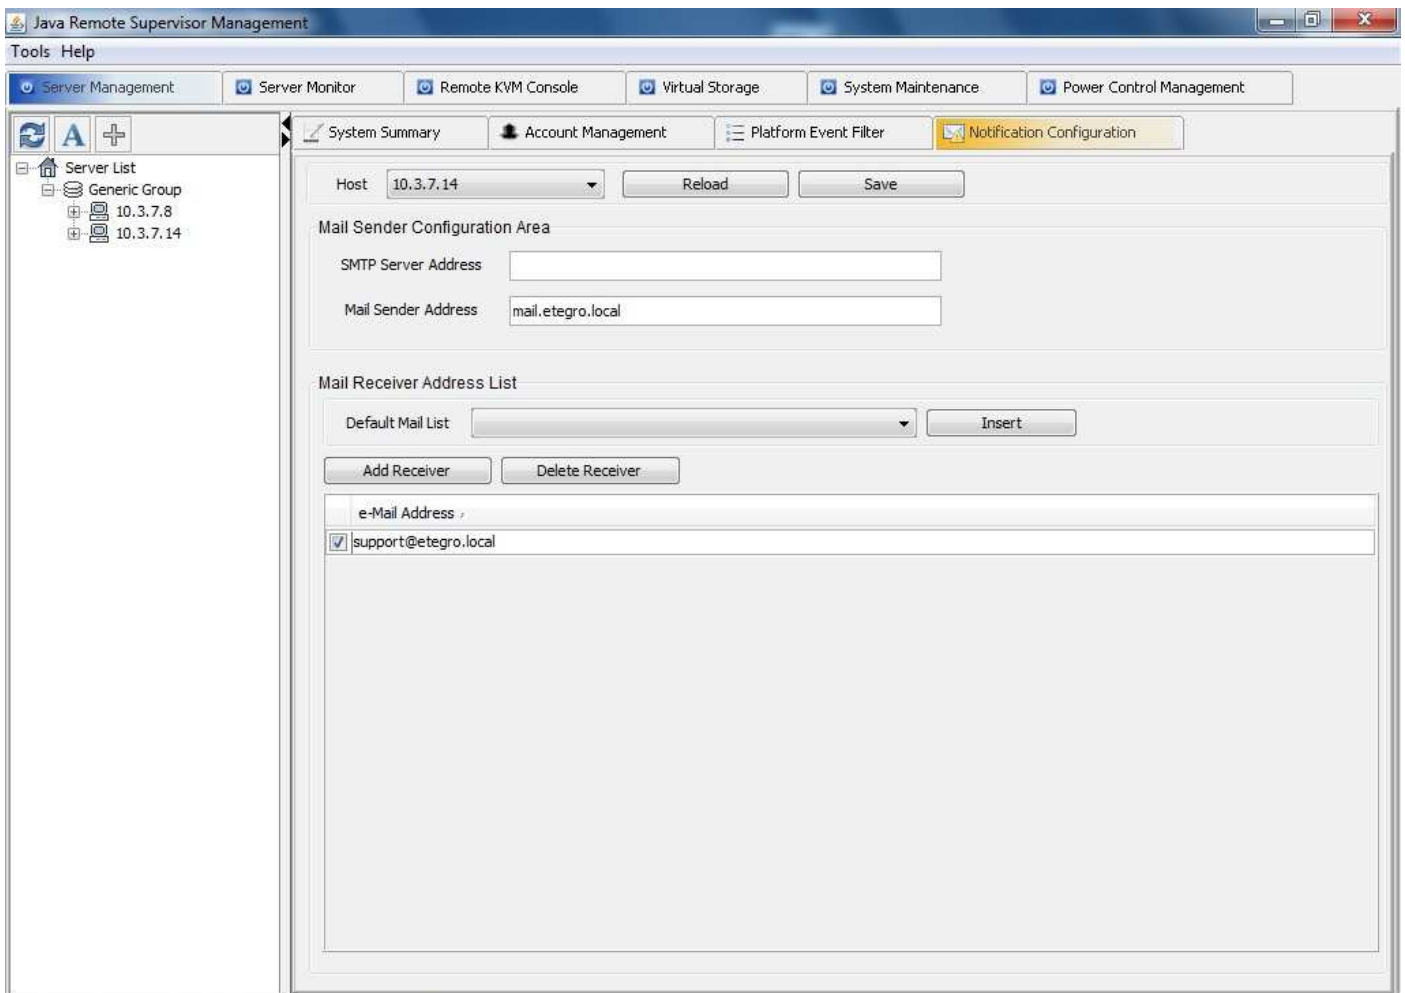 Java Remote Supervisor Management
Tools Help
Server Management Server Monitor Remote KVM Console Virtual Storage System Maintenance Power Control Management
A
System Summary Account Management Platform Event Filter Notification Configuration
Server List
Generic Group
10.3.7.8
10.3.7.14
Host 10.3.7.14 Reload Save
Mail Sender Configuration Area
SMTP Server Address
Mail Sender Address mail.etegro.local
Mail Receiver Address List
Default Mail List Insert
Add Receiver Delete Receiver
e-Mail Address
support@etegro.local